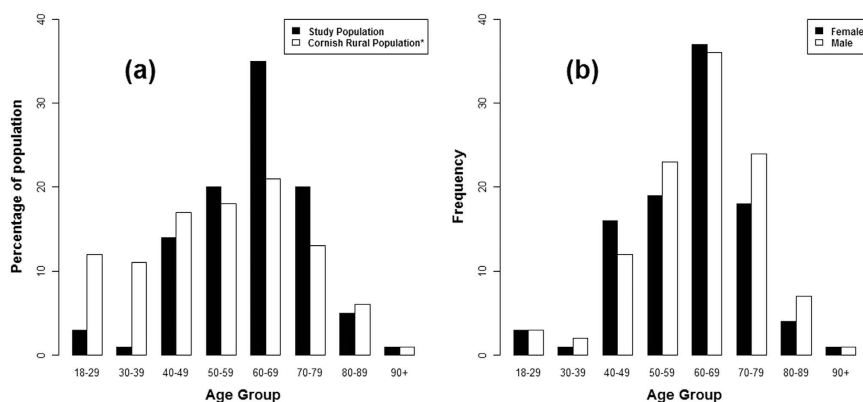 (a)
Study Population
Cornish Rural Population*
Percentage of population
0
10
20
30
40
18-29 30-39 40-49 50-59 60-69 70-79 80-89 90+
Age Group
(b)
Female
Male
Frequency
0
10
20
30
40
18-29 30-39 40-49 50-59 60-69 70-79 80-89 90+
Age Group